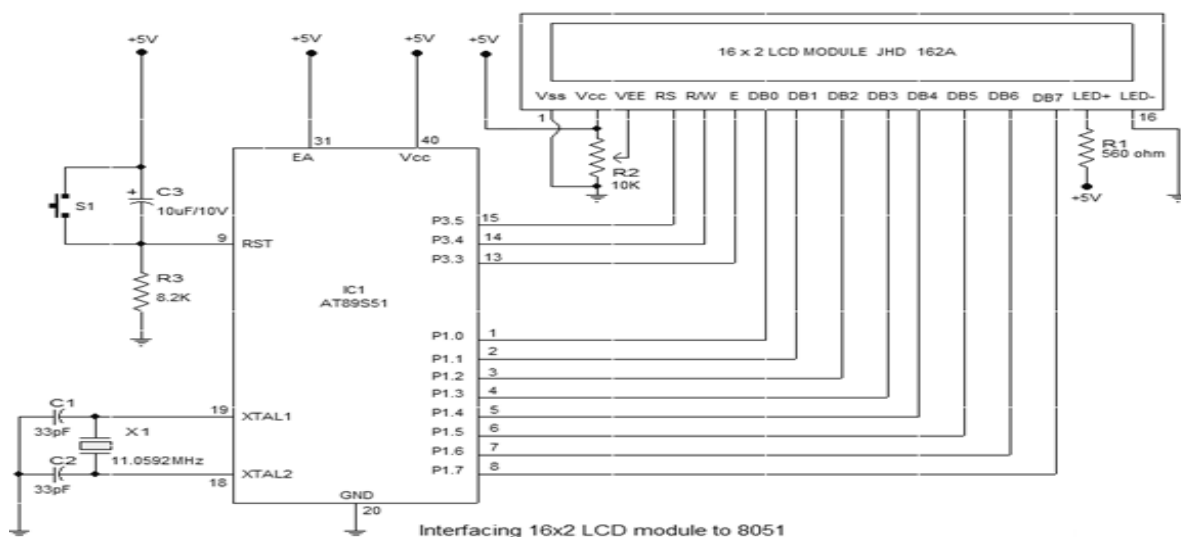 +5V
+5V
+5V
+5V
16 x 2 LCD MODULE JHD 162A
Vss Vcc VEE RS R/W E DB0 DB1 DB2 DB3 DB4 DB5 DB6 DB7 LED+ LED-
1
16
31
40
EA
Vcc
R2
10K
R1
560 ohm
+5V
S1
+
C3
10uF/10V
9
RST
R3
8.2K
IC1
AT89S51
P3.5
15
P3.4
14
P3.3
13
P1.0
1
P1.1
2
P1.2
3
P1.3
4
P1.4
5
P1.5
6
P1.6
7
P1.7
8
C1
33pF
X1
11.0592MHz
C2
33pF
19
XTAL1
18
XTAL2
GND
20
Interfacing 16x2 LCD module to 8051